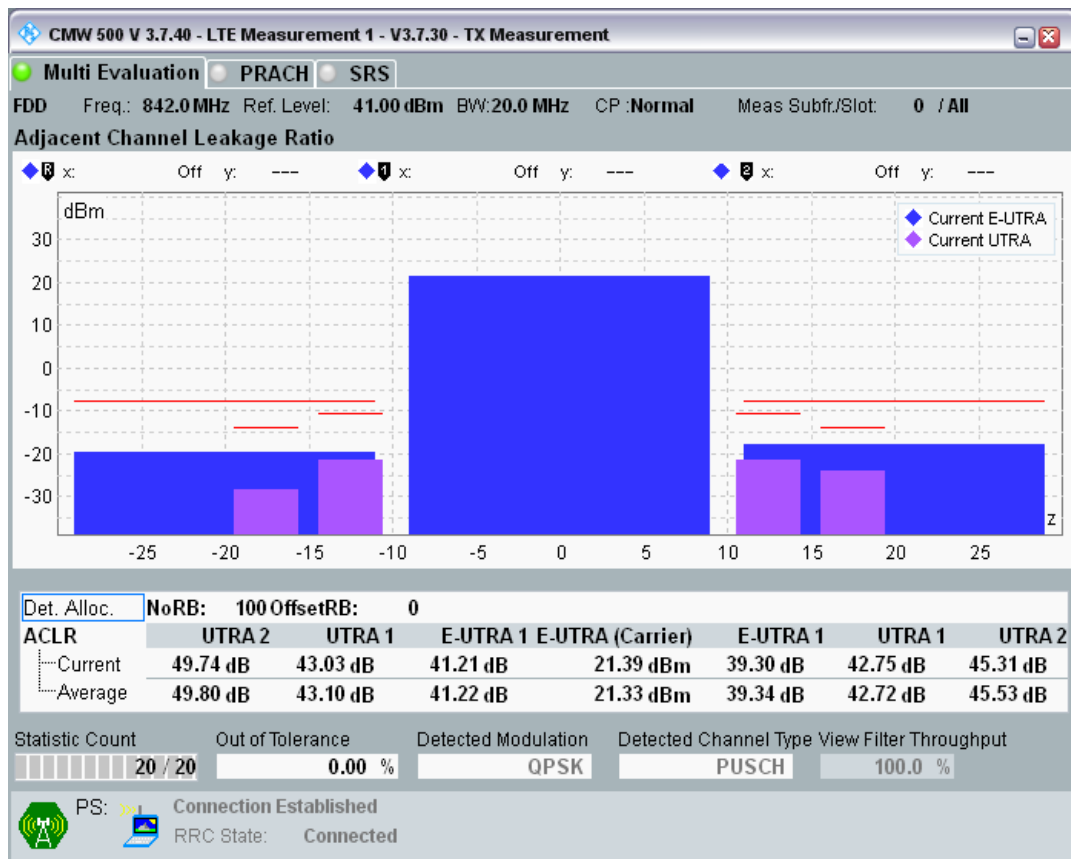 CMW 500 V 3.7.40 - LTE Measurement 1 - V3.7.30 - TX Measurement
Multi Evaluation PRACH SRS
FDD Freq.: 842.0 MHz Ref. Level: 41.00 dBm BW: 20.0 MHz CP : Normal Meas Subfr./Slot: 0 / All
Adjacent Channel Leakage Ratio
R x: Off y: --- 1 x: Off y: --- 2 x: Off y: ---
dBm
Current E-UTRA
Current UTRA
30
20
10
0
-10
-20
-30
z
-25 -20 -15 -10 -5 0 5 10 15 20 25
Det. Alloc. NoRB: 100 OffsetRB: 0
ACLR UTRA 2 UTRA 1 E-UTRA 1 E-UTRA (Carrier) E-UTRA 1 UTRA 1 UTRA 2
Current 49.74 dB 43.03 dB 41.21 dB 21.39 dBm 39.30 dB 42.75 dB 45.31 dB
Average 49.80 dB 43.10 dB 41.22 dB 21.33 dBm 39.34 dB 42.72 dB 45.53 dB
Statistic Count Out of Tolerance Detected Modulation Detected Channel Type View Filter Throughput
20 / 20 0.00 % QPSK PUSCH 100.0 %
PS: Connection Established
RRC State: Connected